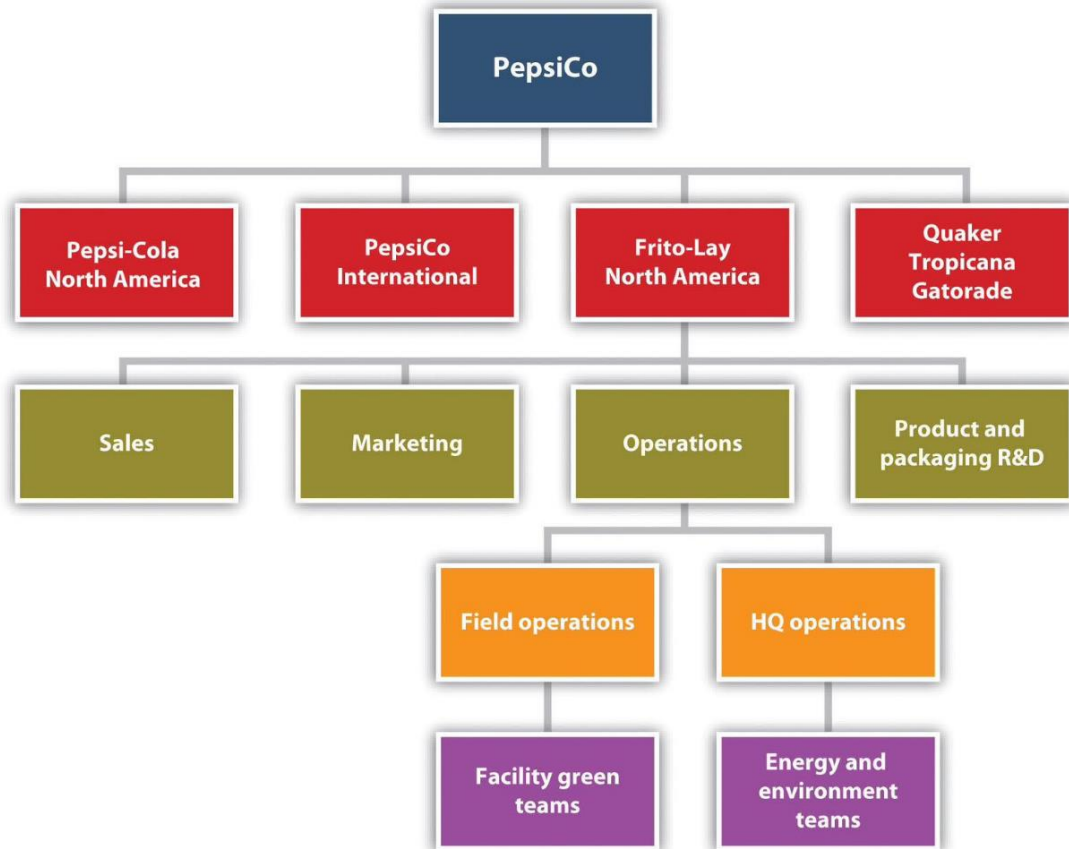 PepsiCo
Pepsi-Cola
North America
PepsiCo
International
Frito-Lay
North America
Quaker
Tropicana
Gatorade
Sales
Marketing
Operations
Product and
packaging R&D
Field operations
HQ operations
Facility green
teams
Energy and
environment
teams